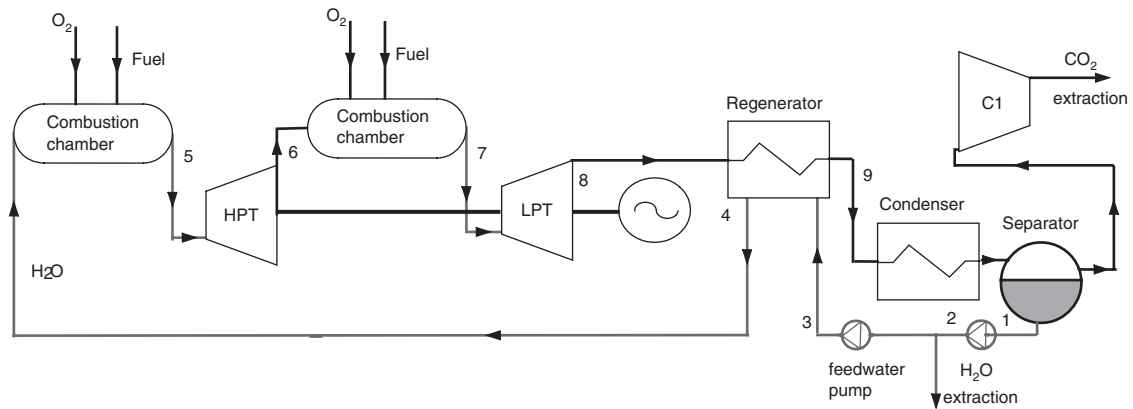 O2
Fuel
Combustion
chamber
5
HPT
6
O2
Fuel
Combustion
chamber
7
LPT
8
Regenerator
4
9
Condenser
Separator
C1
CO2
extraction
H2O
3
2
1
feedwater
pump
H2O
extraction